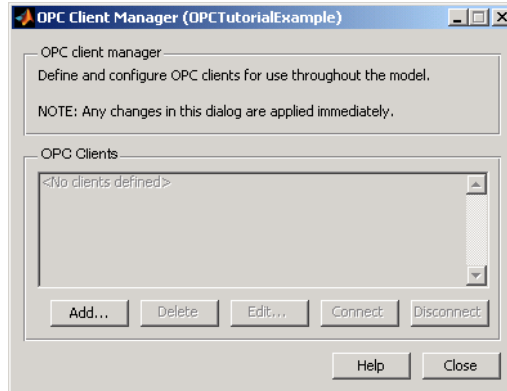 OPC Client Manager (OPCTutorialExample)
OPC client manager
Define and configure OPC clients for use throughout the model.
NOTE: Any changes in this dialog are applied immediately.
OPC Clients
<No clients defined>
Add... Delete Edit... Connect Disconnect
Help Close